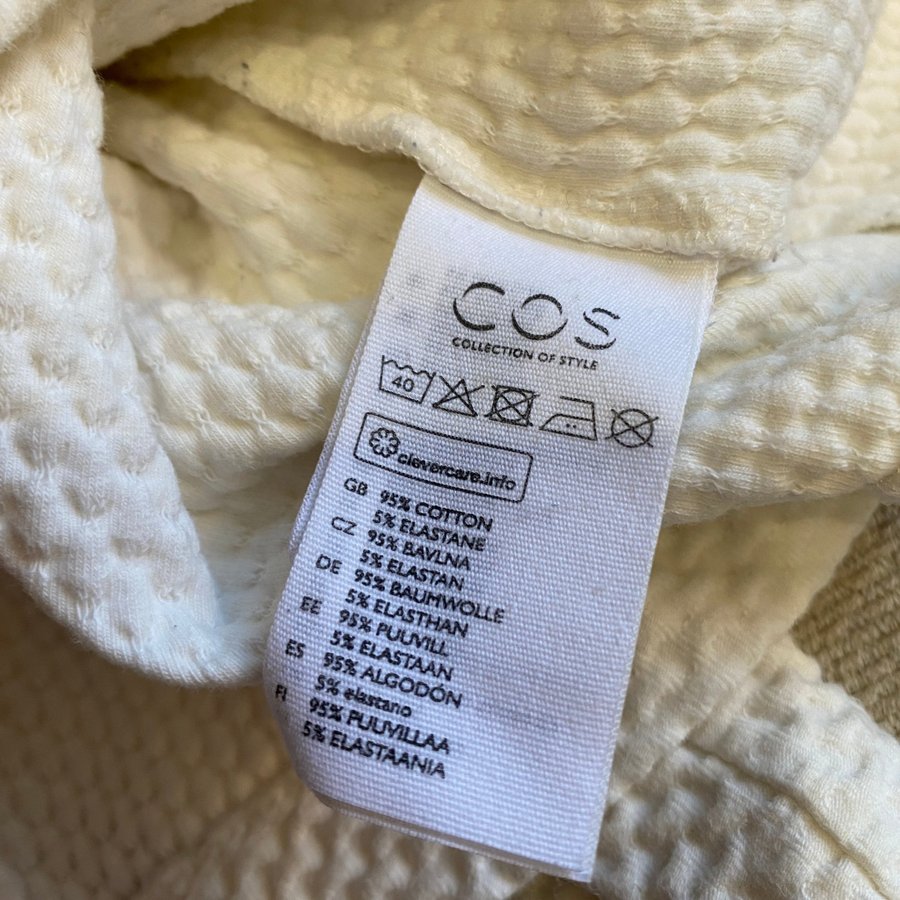 COS
COLLECTION OF STYLE
40
clevercare.info
GB 95% COTTON
5% ELASTANE
CZ 95% BAVLNA
5% ELASTAN
DE 95% BAUMWOLLE
5% ELASTHAN
EE 95% PUUVILL
5% ELASTAAN
ES 95% ALGODÓN
5% elastano
FI 95% PUUVILLAA
5% ELASTAANIA